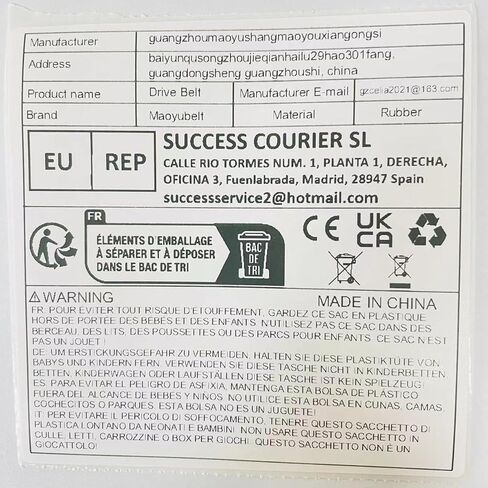 Manufacturer guangzhoumaoyushangmaoyouxiangongsi
Address baiyunqusongzhoujieqianhailu29hao301fang,
guangdongsheng guangzhoushi, china
Product name Drive Belt Manufacturer E-mail gzcelia2021@163.com
Brand Maoyubelt Material Rubber
EU REP
SUCCESS COURIER SL
CALLE RIO TORMES NUM. 1, PLANTA 1, DERECHA,
OFICINA 3, Fuenlabrada, Madrid, 28947 Spain
successservice2@hotmail.com
FR
ÉLÉMENTS D'EMBALLAGE
À SÉPARER ET À DÉPOSER
DANS LE BAC DE TRI
BAC
DE
TRI
CE
UK
CA
⚠WARNING MADE IN CHINA
FR: POUR EVITER TOUT RISQUE D'ETOUFFEMENT, GARDEZ CE SAC EN PLASTIQUE
HORS DE PORTEE DES BEBES ET DES ENFANTS. N'UTILISEZ PAS CE SAC DANS DES
BERCEAU, DES LITS, DES POUSSETTES OU DES PARCS POUR ENFANTS. CE SAC N'EST
PAS UN JOUET !
DE: UM ERSTICKUNGSGEFAHR ZU VERMEIDEN, HALTEN SIE DIESE PLASTIKTÜTE VON
BABYS UND KINDERN FERN. VERWENDEN SIE DIESE TASCHE NICHT IN KINDERBETTEN
BETTEN, KINDERWAGEN ODER LAUFSTÄLLEN DIESE TASCHE IST KEIN SPIELZEUG!
ES: PARA EVITAR EL PELIGRO DE ASFIXIA, MANTENGA ESTA BOLSA DE PLÁSTICO
FUERA DEL ALCANCE DE BEBES Y NINOS. NO UTILICE ESTA BOLSA EN CUNAS, CAMAS,
COCHECITOS O PARQUES. ESTA BOLSA NO ES UN JUGUETE!
IT: PER EVITARE IL PERICOLO DI SOFFOCAMENTO, TENERE QUESTO SACCHETTO DI
PLASTICA LONTANO DA NEONATI E BAMBINI. NON USARE QUESTO SACCHETTO IN
CULLE, LETTI, CARROZZINE O BOX PER GIOCHI. QUESTO SACCHETTO NON E UN
GIOCATTOLO!